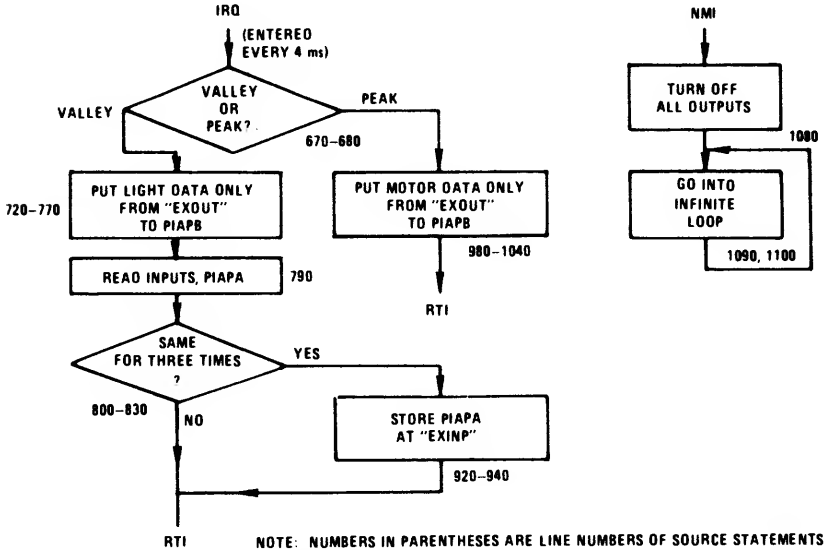 IRQ
(ENTERED
EVERY 4 ms)
VALLEY
OR
PEAK?
VALLEY
PEAK
670-680
PUT LIGHT DATA ONLY
FROM "EXOUT"
TO PIAPB
720-770
PUT MOTOR DATA ONLY
FROM "EXOUT"
TO PIAPB
980-1040
RTI
READ INPUTS, PIAPA
790
SAME
FOR THREE TIMES
?
YES
800-830
NO
STORE PIAPA
AT "EXINP"
920-940
RTI
NMI
TURN OFF
ALL OUTPUTS
1080
GO INTO
INFINITE
LOOP
1090, 1100
NOTE: NUMBERS IN PARENTHESES ARE LINE NUMBERS OF SOURCE STATEMENTS